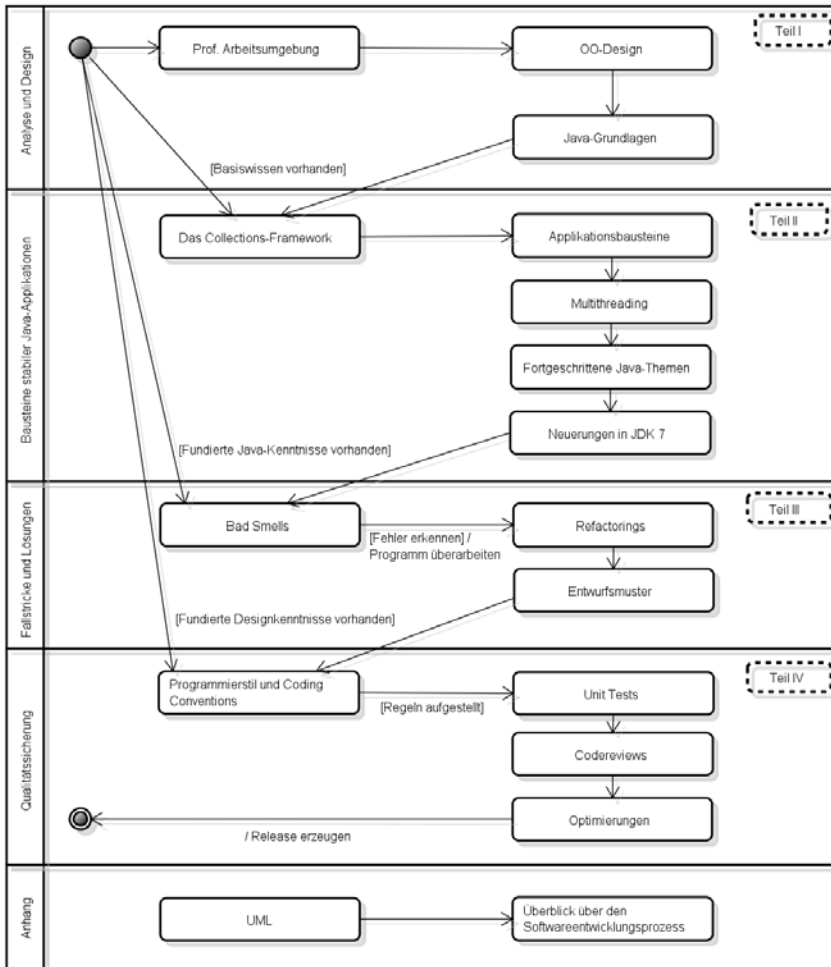 Analyse und Design
Teil I
Prof. Arbeitsumgebung
OO-Design
Java-Grundlagen
[Basiswissen vorhanden]
Bausteine stabiler Java-Applikationen
Teil II
Das Collections-Framework
Applikationsbausteine
Multithreading
Fortgeschrittene Java-Themen
Neuerungen in JDK 7
[Fundierte Java-Kenntnisse vorhanden]
Fallstricke und Lösungen
Teil III
Bad Smells
[Fehler erkennen] /
Programm überarbeiten
Refactorings
Entwurfsmuster
[Fundierte Designkenntnisse vorhanden]
Qualitätssicherung
Teil IV
Programmierstil und Coding
Conventions
[Regeln aufgestellt]
Unit Tests
Codereviews
Optimierungen
/ Release erzeugen
Anhang
UML
Überblick über den
Softwareentwicklungsprozess